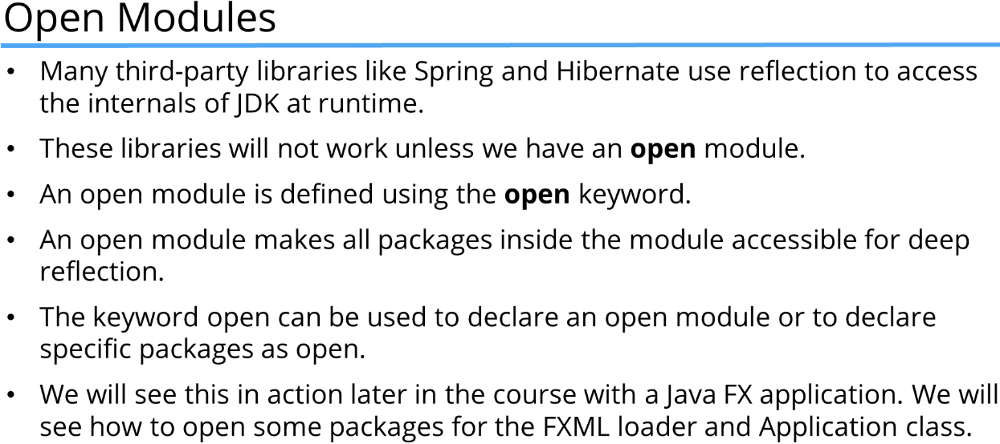 Open Modules
• Many third-party libraries like Spring and Hibernate use reflection to access
the internals of JDK at runtime.
• These libraries will not work unless we have an open module.
• An open module is defined using the open keyword.
• An open module makes all packages inside the module accessible for deep
reflection.
• The keyword open can be used to declare an open module or to declare
specific packages as open.
• We will see this in action later in the course with a Java FX application. We will
see how to open some packages for the FXML loader and Application class.